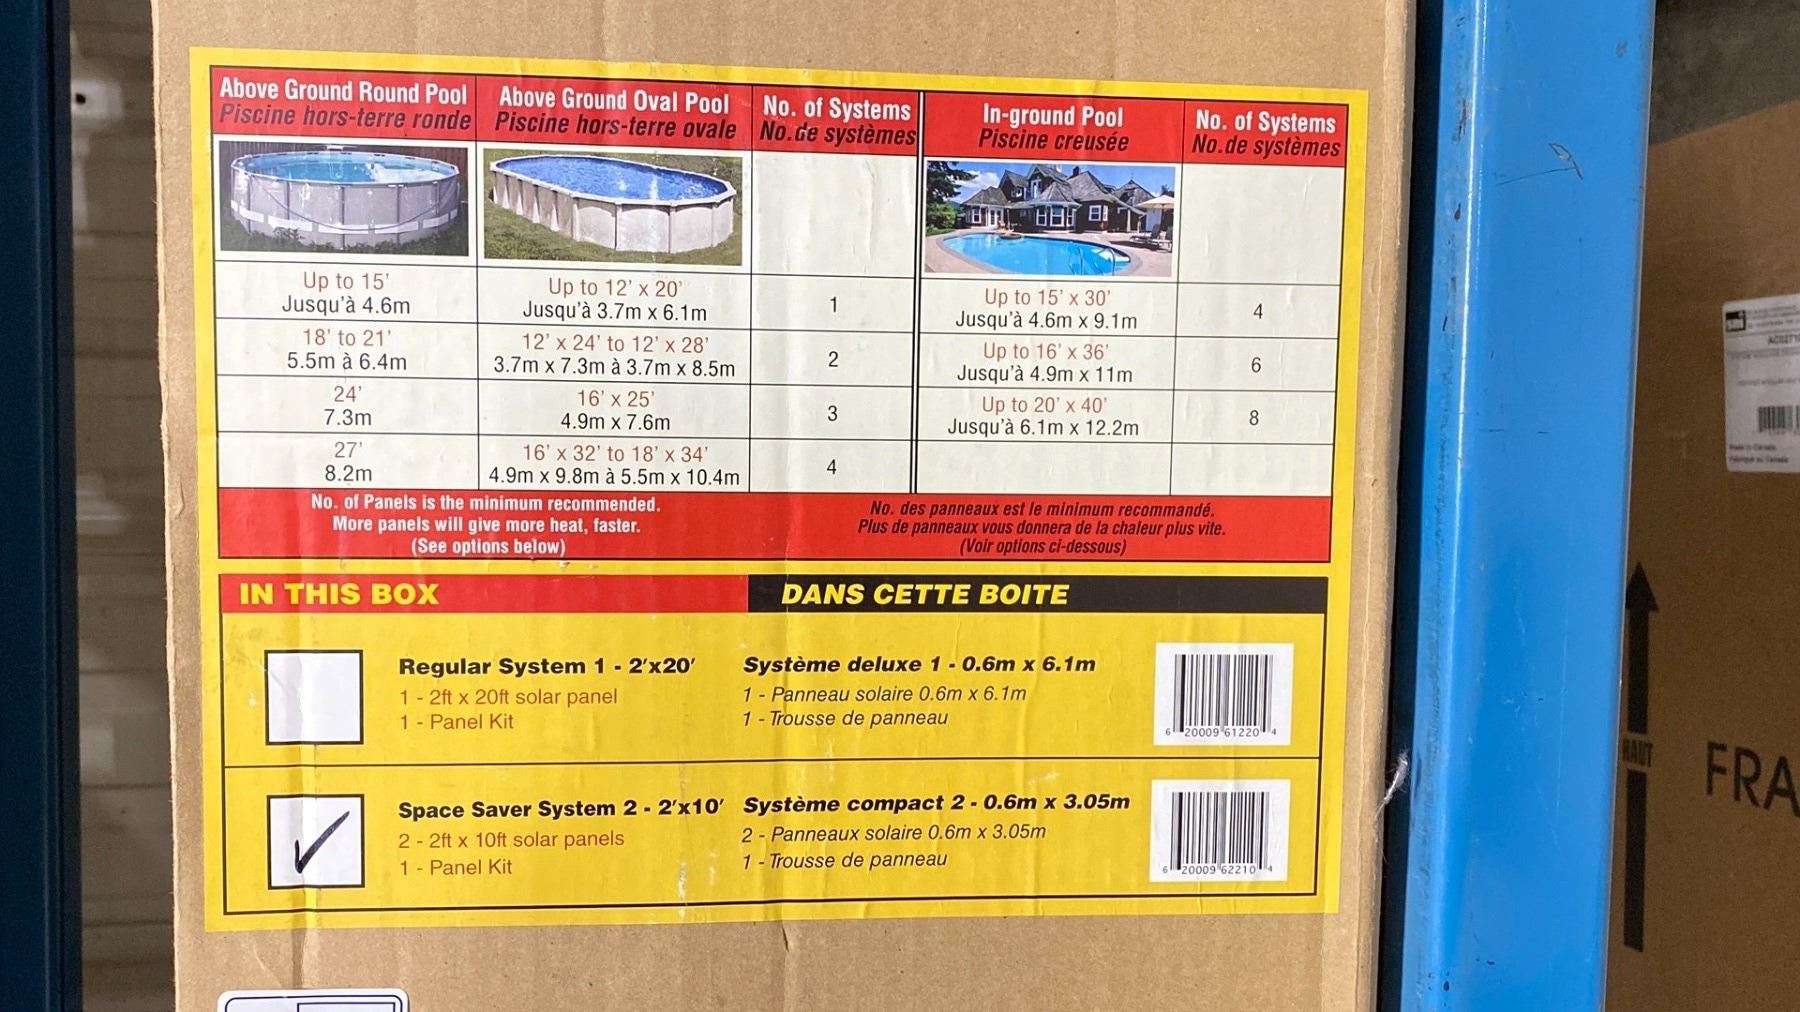 Above Ground Round Pool
Piscine hors-terre ronde
Above Ground Oval Pool
Piscine hors-terre ovale
No. of Systems
No.de systèmes
In-ground Pool
Piscine creusée
No. of Systems
No.de systèmes
Up to 15'
Jusqu'à 4.6m
Up to 12' x 20'
Jusqu'à 3.7m x 6.1m
1
Up to 15' x 30'
Jusqu'à 4.6m x 9.1m
4
18' to 21'
5.5m à 6.4m
12' x 24' to 12' x 28'
3.7m x 7.3m à 3.7m x 8.5m
2
Up to 16' x 36'
Jusqu'à 4.9m x 11m
6
24'
7.3m
16' x 25'
4.9m x 7.6m
3
Up to 20' x 40'
Jusqu'à 6.1m x 12.2m
8
27'
8.2m
16' x 32' to 18' x 34'
4.9m x 9.8m à 5.5m x 10.4m
4
No. of Panels is the minimum recommended.
More panels will give more heat, faster.
(See options below)
No. des panneaux est le minimum recommandé.
Plus de panneaux vous donnera de la chaleur plus vite.
(Voir options ci-dessous)
IN THIS BOX
DANS CETTE BOITE
Regular System 1 - 2'x20'
1 - 2ft x 20ft solar panel
1 - Panel Kit
Système deluxe 1 - 0.6m x 6.1m
1 - Panneau solaire 0.6m x 6.1m
1 - Trousse de panneau
6 20009 61220 4
Space Saver System 2 - 2'x10'
2 - 2ft x 10ft solar panels
1 - Panel Kit
Système compact 2 - 0.6m x 3.05m
2 - Panneaux solaire 0.6m x 3.05m
1 - Trousse de panneau
6 20009 62210 4
HAUT
FRA